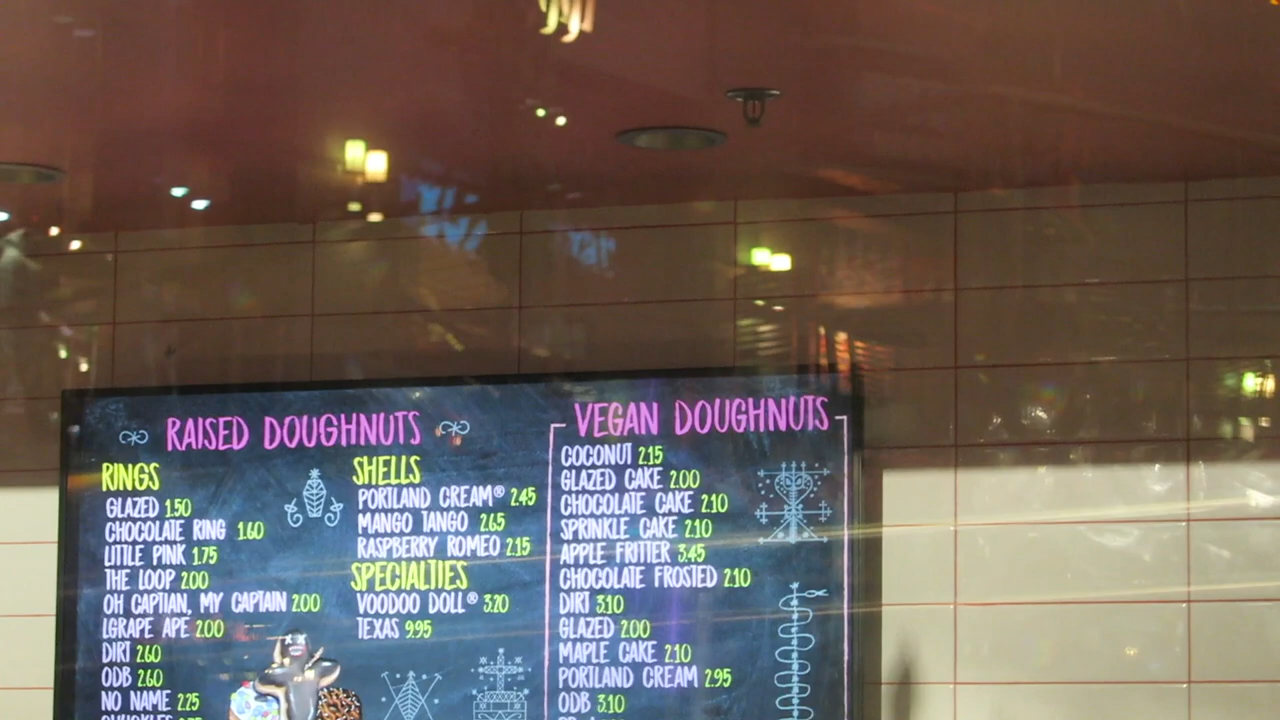 RAISED DOUGHNUTS
RINGS
GLAZED 1.50
CHOCOLATE RING 1.60
LITTLE PINK 1.75
THE LOOP 2.00
OH CAPTIAN, MY CAPTAIN 2.00
LGRAPE APE 2.00
DIRT 2.60
ODB 2.60
NO NAME 2.25
SHELLS
PORTLAND CREAM® 2.45
MANGO TANGO 2.65
RASPBERRY ROMEO 2.15
SPECIALTIES
VOODOO DOLL® 3.20
TEXAS 9.95
VEGAN DOUGHNUTS
COCONUT 2.15
GLAZED CAKE 2.00
CHOCOLATE CAKE 2.10
SPRINKLE CAKE 2.10
APPLE FRITTER 3.45
CHOCOLATE FROSTED 2.10
DIRT 3.10
GLAZED 2.00
MAPLE CAKE 2.10
PORTLAND CREAM 2.95
ODB 3.10